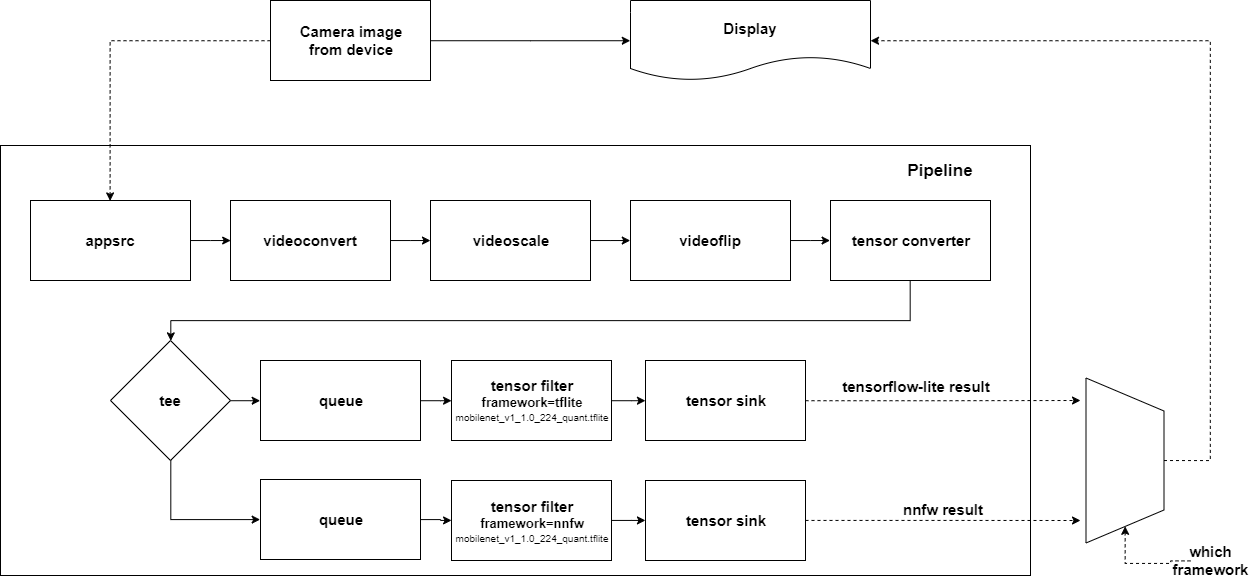 Camera image
from device
Display
Pipeline
appsrc
videoconvert
videoscale
videoflip
tensor converter
tee
queue
tensor filter
framework=tflite
mobilenet_v1_1.0_224_quant.tflite
tensor sink
tensorflow-lite result
queue
tensor filter
framework=nnfw
mobilenet_v1_1.0_224_quant.tflite
tensor sink
nnfw result
which
framework